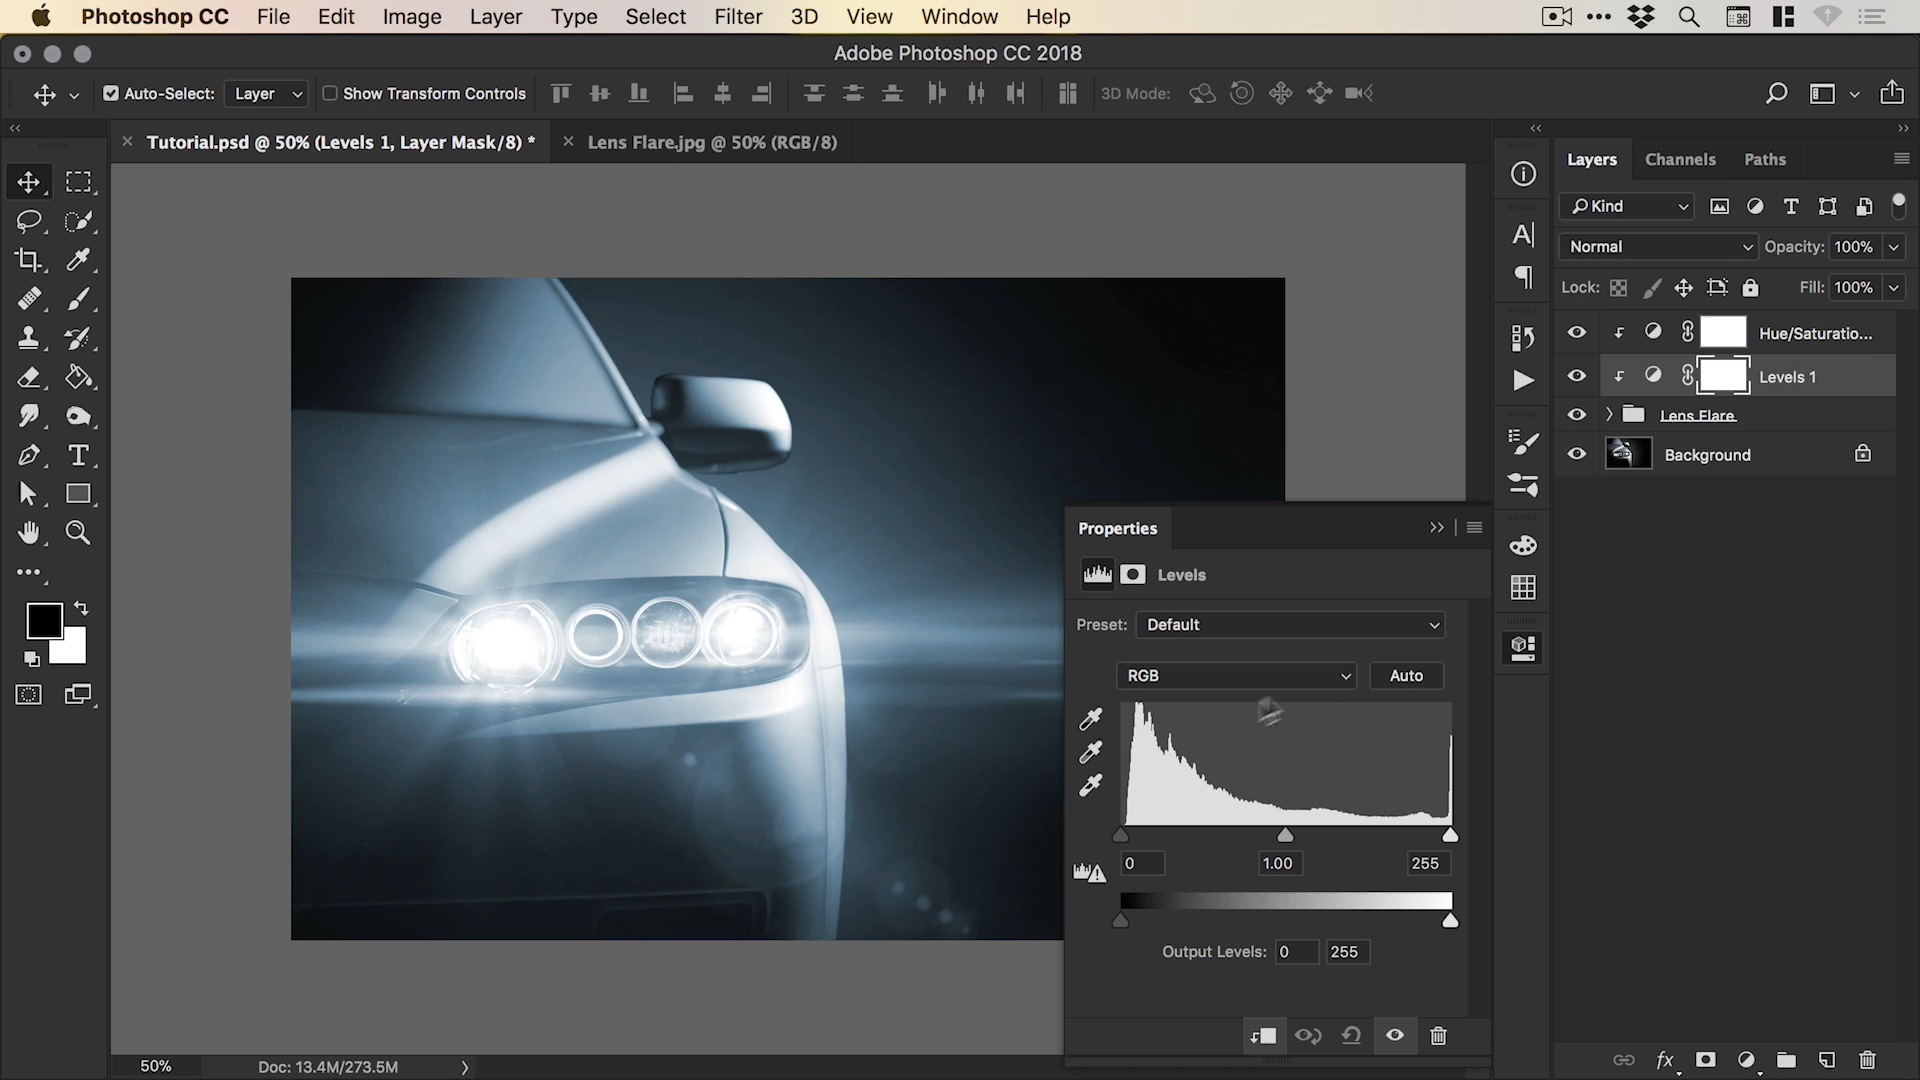 Photoshop CC File Edit Image Layer Type Select Filter 3D View Window Help
Adobe Photoshop CC 2018
Auto-Select: Layer Show Transform Controls 3D Mode:
Tutorial.psd @ 50% (Levels 1, Layer Mask/8) * Lens Flare.jpg @ 50% (RGB/8)
Layers Channels Paths
Kind
Normal Opacity: 100%
Lock: Fill: 100%
Hue/Saturatio...
Levels 1
Lens Flare
Background
Properties
Levels
Preset: Default
RGB Auto
0 1.00 255
Output Levels: 0 255
50% Doc: 13.4M/273.5M